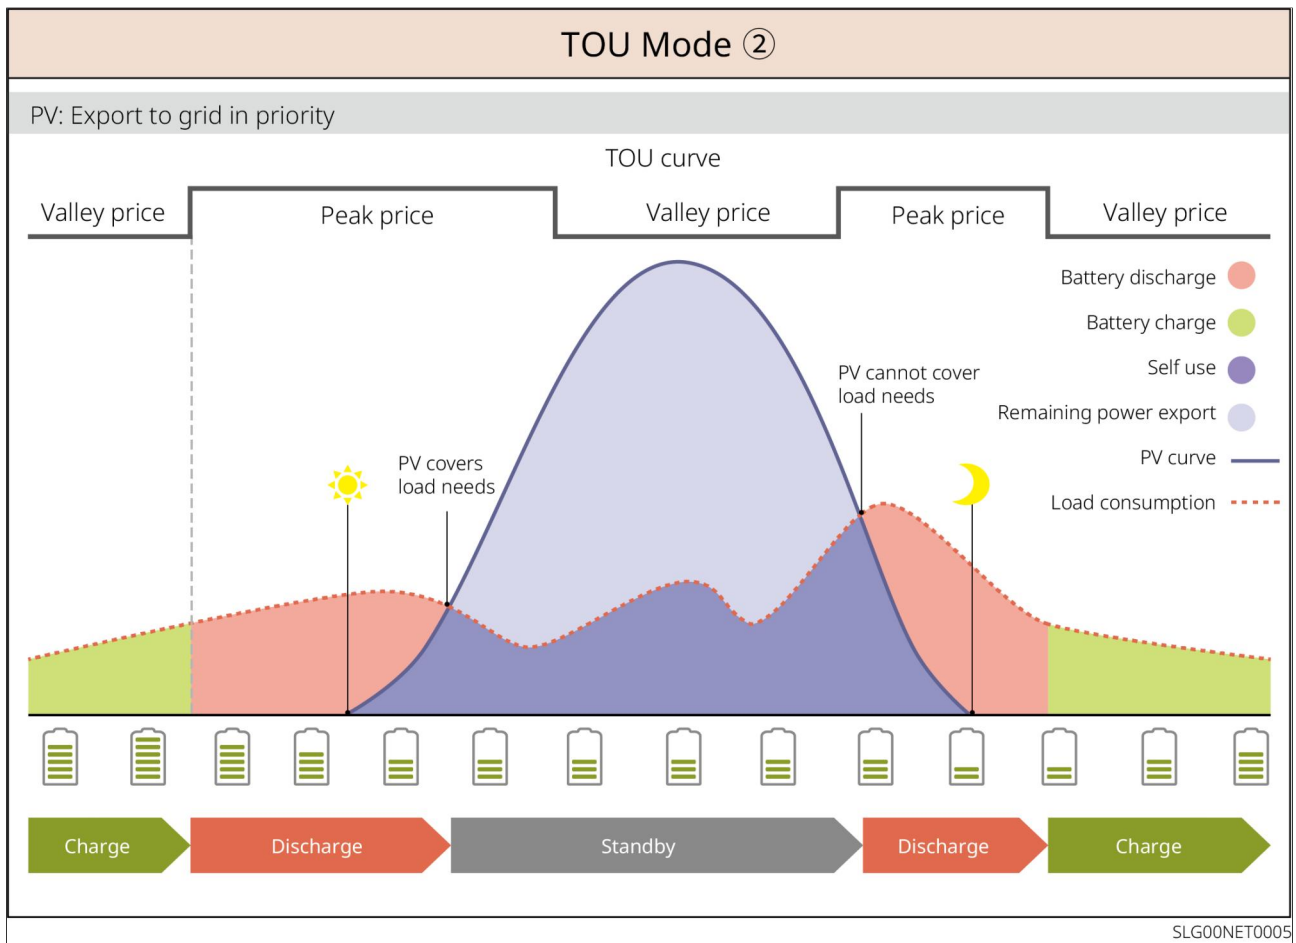 TOU Mode ②
PV: Export to grid in priority
TOU curve
Valley price
Peak price
Valley price
Peak price
Valley price
Battery discharge
Battery charge
Self use
Remaining power export
PV curve
Load consumption
PV cannot cover
load needs
PV covers
load needs
Charge
Discharge
Standby
Discharge
Charge
SLG00NET0005